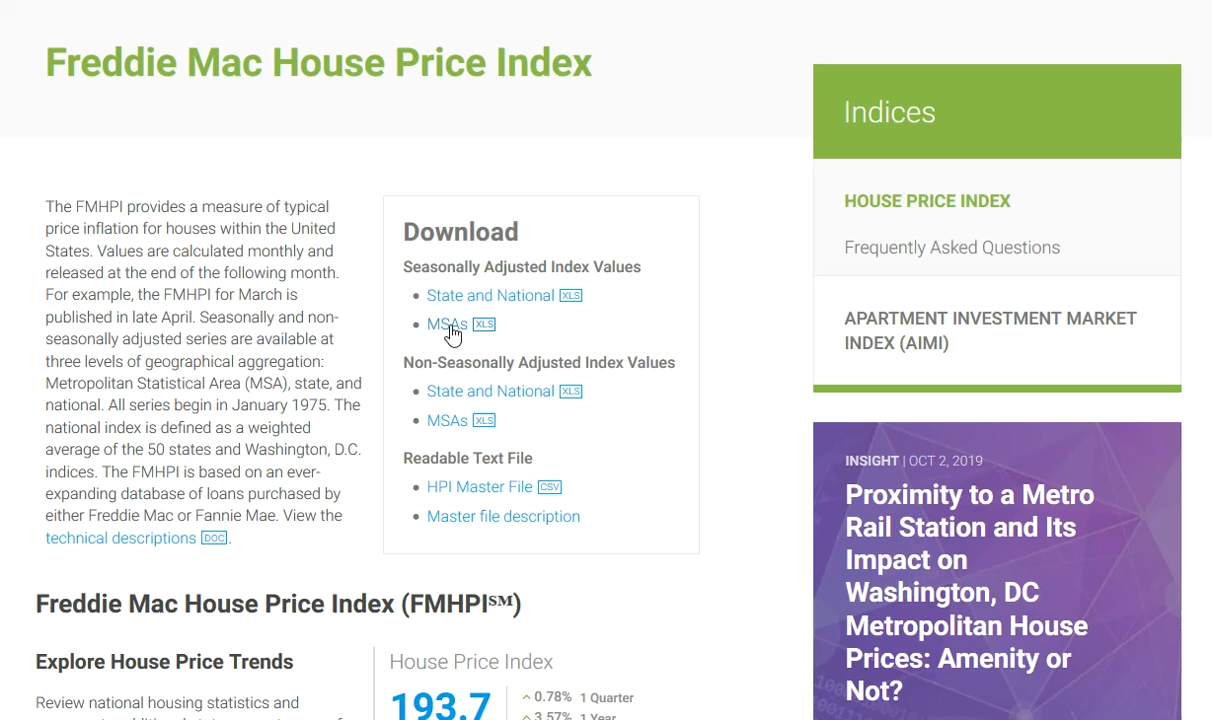 Freddie Mac House Price Index
The FMHPI provides a measure of typical
price inflation for houses within the United
States. Values are calculated monthly and
released at the end of the following month.
For example, the FMHPI for March is
published in late April. Seasonally and non-
seasonally adjusted series are available at
three levels of geographical aggregation:
Metropolitan Statistical Area (MSA), state, and
national. All series begin in January 1975. The
national index is defined as a weighted
average of the 50 states and Washington, D.C.
indices. The FMHPI is based on an ever-
expanding database of loans purchased by
either Freddie Mac or Fannie Mae. View the
technical descriptions DOC.
Download
Seasonally Adjusted Index Values
• State and National XLS
• MSAs XLS
Non-Seasonally Adjusted Index Values
• State and National XLS
• MSAs XLS
Readable Text File
• HPI Master File CSV
• Master file description
Freddie Mac House Price Index (FMHPI℠)
Explore House Price Trends
Review national housing statistics and
House Price Index
193.7
0.78% 1 Quarter
3.57% 1 Year
Indices
HOUSE PRICE INDEX
Frequently Asked Questions
APARTMENT INVESTMENT MARKET
INDEX (AIMI)
INSIGHT | OCT 2, 2019
Proximity to a Metro
Rail Station and Its
Impact on
Washington, DC
Metropolitan House
Prices: Amenity or
Not?